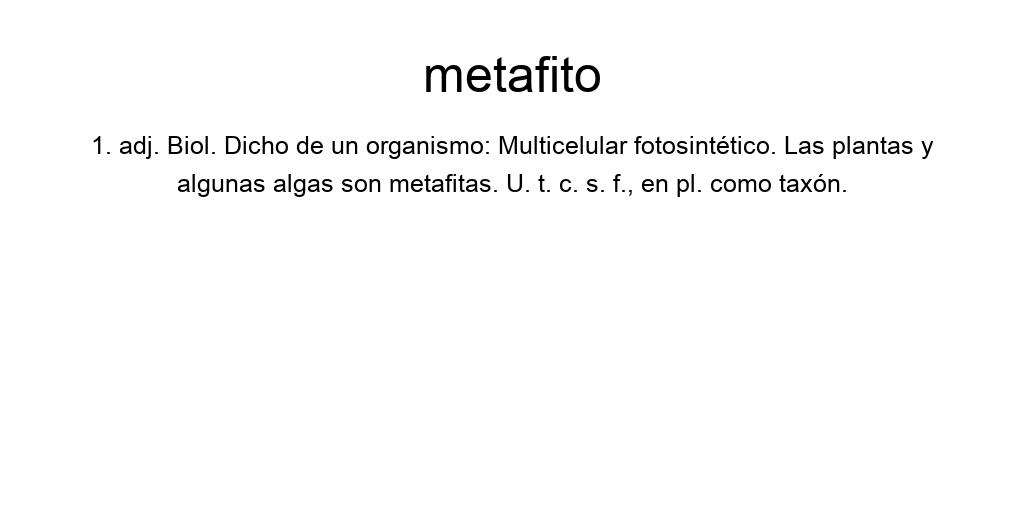 metafito
1. adj. Biol. Dicho de un organismo: Multicelular fotosintético. Las plantas y
algunas algas son metafitas. U. t. c. s. f., en pl. como taxón.